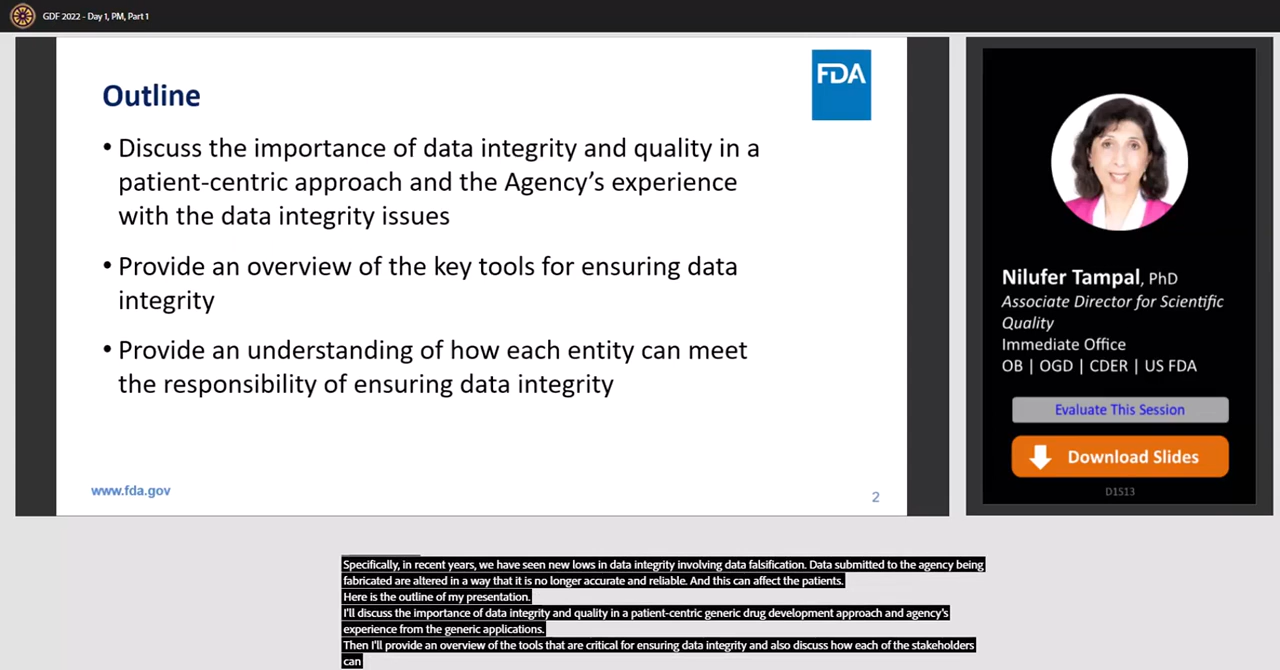 GDF 2022 - Day 1, PM, Part 1
FDA
Outline
• Discuss the importance of data integrity and quality in a
patient-centric approach and the Agency's experience
with the data integrity issues
• Provide an overview of the key tools for ensuring data
integrity
• Provide an understanding of how each entity can meet
the responsibility of ensuring data integrity
www.fda.gov
2
Nilufer Tampal, PhD
Associate Director for Scientific
Quality
Immediate Office
OB | OGD | CDER | US FDA
Evaluate This Session
Download Slides
D1513
Specifically, in recent years, we have seen new lows in data integrity involving data falsification. Data submitted to the agency being
fabricated are altered in a way that it is no longer accurate and reliable. And this can affect the patients.
Here is the outline of my presentation.
I'll discuss the importance of data integrity and quality in a patient-centric generic drug development approach and agency's
experience from the generic applications.
Then I'll provide an overview of the tools that are critical for ensuring data integrity and also discuss how each of the stakeholders
can